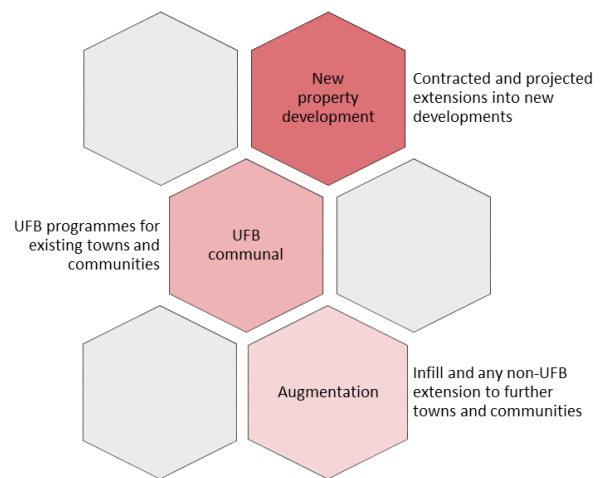 New
property
development
Contracted and projected
extensions into new
developments
UFB programmes for
existing towns and
communities
UFB
communal
Augmentation
Infill and any non-UFB
extension to further
towns and communities